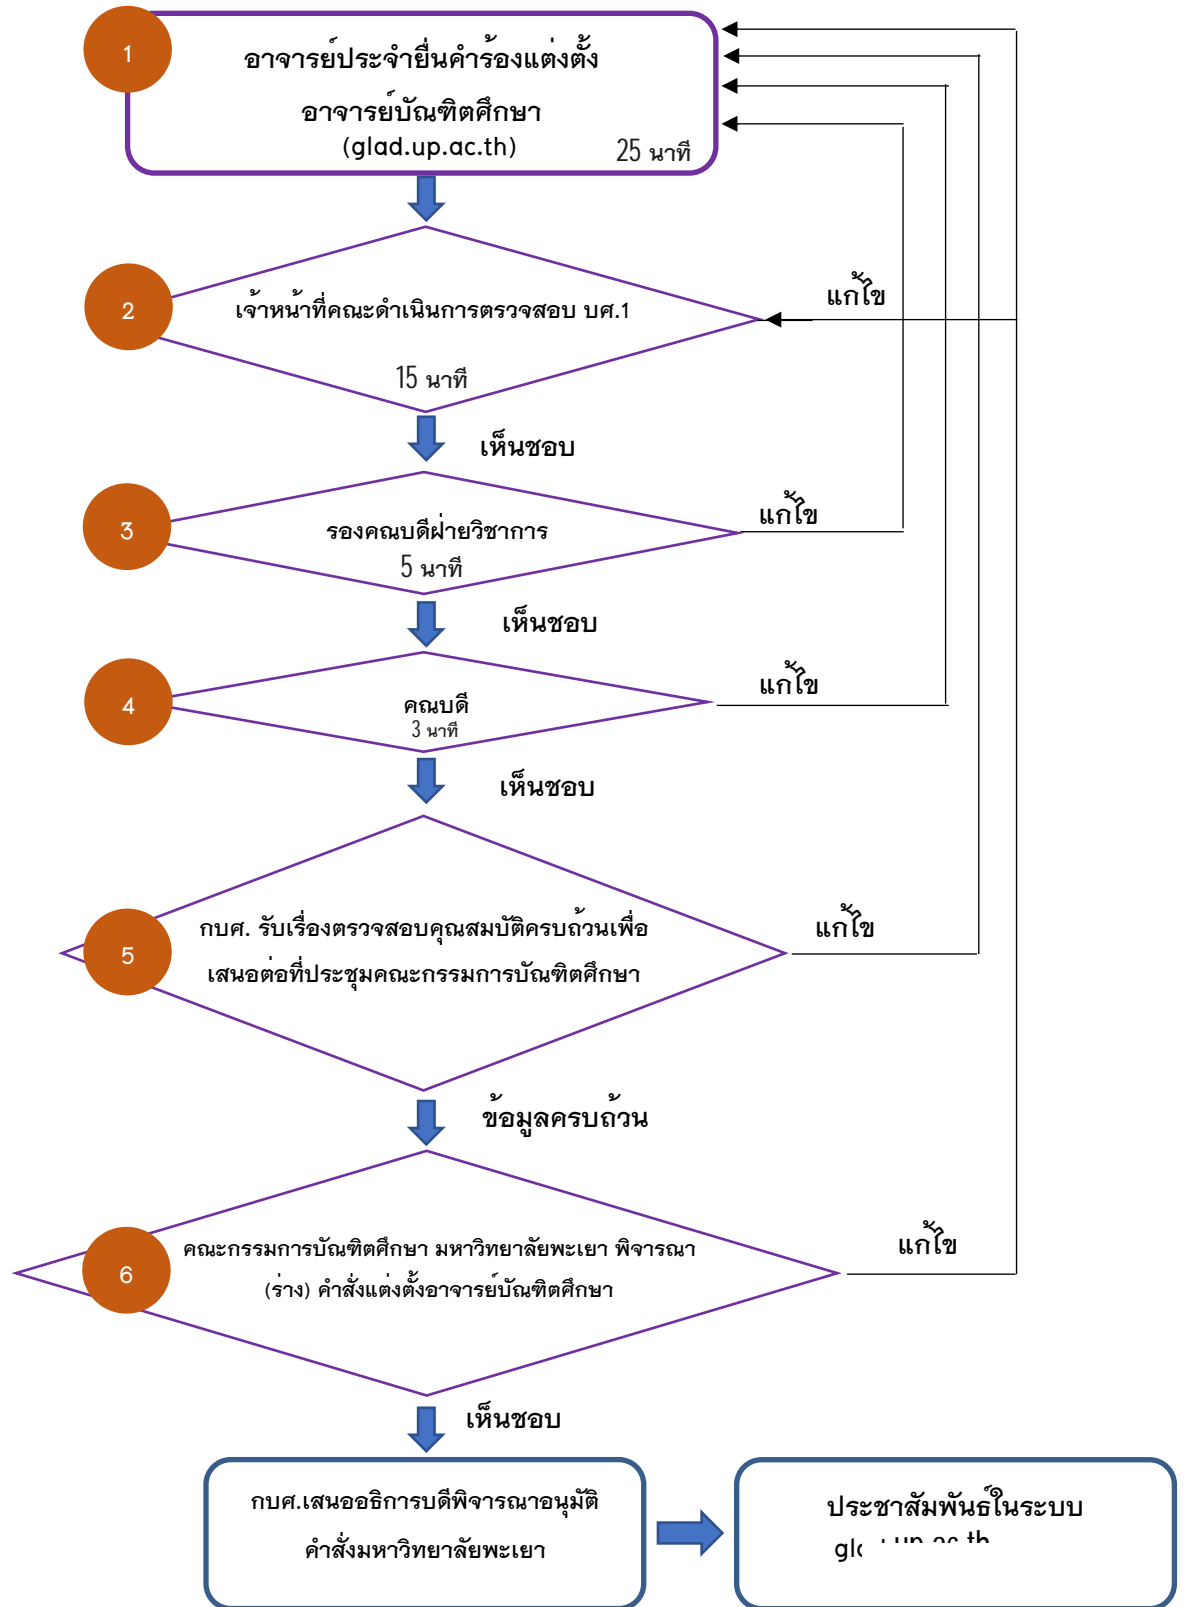 1
อาจารย์ประจำยื่นคำร้องแต่งตั้ง
อาจารย์บัณฑิตศึกษา
(glad.up.ac.th)
25 นาที
2
เจ้าหน้าที่คณะดำเนินการตรวจสอบ บศ.1
15 นาที
แก้ไข
เห็นชอบ
3
รองคณบดีฝ่ายวิชาการ
5 นาที
แก้ไข
เห็นชอบ
4
คณบดี
3 นาที
แก้ไข
เห็นชอบ
5
กบศ. รับเรื่องตรวจสอบคุณสมบัติครบถ้วนเพื่อ
เสนอต่อที่ประชุมคณะกรรมการบัณฑิตศึกษา
แก้ไข
ข้อมูลครบถ้วน
6
คณะกรรมการบัณฑิตศึกษา มหาวิทยาลัยพะเยา พิจารณา
(ร่าง) คำสั่งแต่งตั้งอาจารย์บัณฑิตศึกษา
แก้ไข
เห็นชอบ
กบศ.เสนออธิการบดีพิจารณาอนุมัติ
คำสั่งมหาวิทยาลัยพะเยา
ประชาสัมพันธ์ในระบบ